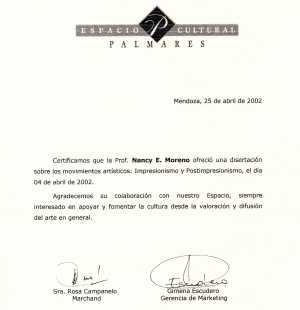 ESPACIO CULTURAL
PALMARES
Mendoza, 25 de abril de 2002
Certificamos que la Prof. Nancy E. Moreno ofreció una disertación
sobre los movimientos artísticos: Impresionismo y Postimpresionismo, el día
04 de abril de 2002.
Agradecemos su colaboración con nuestro Espacio, siempre
interesado en apoyar y fomentar la cultura desde la valoración y difusión
del arte en general.
Sra. Rosa Campanelo
Marchand
Gimena Escudero
Gerencia de Marketing